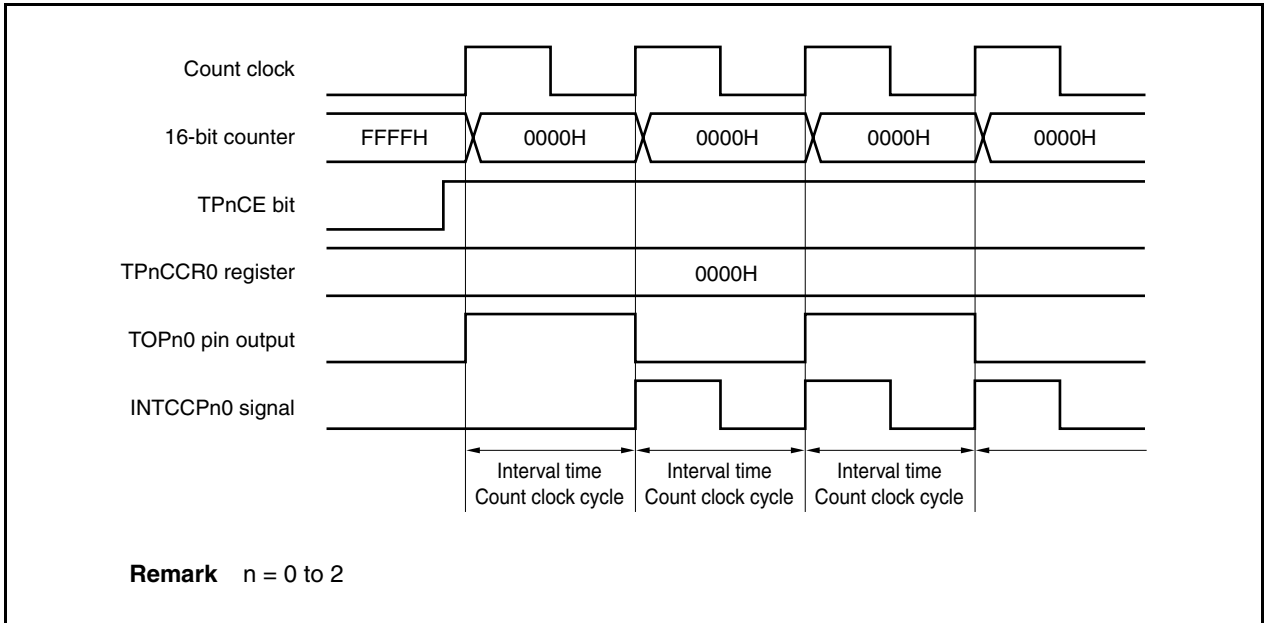 Count clock
16-bit counter
FFFFH
0000H
0000H
0000H
0000H
TPnCE bit
TPnCCR0 register
0000H
TOPn0 pin output
INTCCPn0 signal
Interval time
Count clock cycle
Interval time
Count clock cycle
Interval time
Count clock cycle
Remark n = 0 to 2